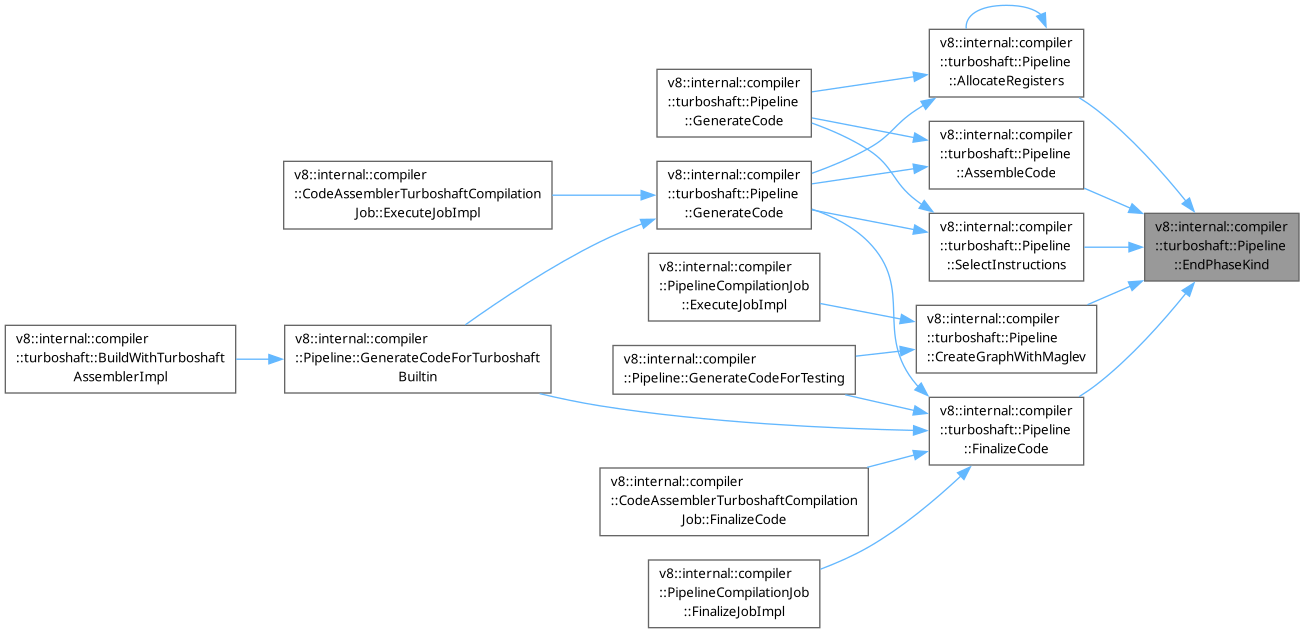 v8::internal::compiler
::turboshaft::Pipeline
::AllocateRegisters
v8::internal::compiler
::turboshaft::Pipeline
::GenerateCode
v8::internal::compiler
::turboshaft::Pipeline
::AssembleCode
v8::internal::compiler
::CodeAssemblerTurboshaftCompilation
Job::ExecuteJobImpl
v8::internal::compiler
::turboshaft::Pipeline
::GenerateCode
v8::internal::compiler
::turboshaft::Pipeline
::SelectInstructions
v8::internal::compiler
::turboshaft::Pipeline
::EndPhaseKind
v8::internal::compiler
::PipelineCompilationJob
::ExecuteJobImpl
v8::internal::compiler
::turboshaft::Pipeline
::CreateGraphWithMaglev
v8::internal::compiler
::turboshaft::BuildWithTurboshaft
AssemblerImpl
v8::internal::compiler
::Pipeline::GenerateCodeForTurboshaft
Builtin
v8::internal::compiler
::Pipeline::GenerateCodeForTesting
v8::internal::compiler
::turboshaft::Pipeline
::FinalizeCode
v8::internal::compiler
::CodeAssemblerTurboshaftCompilation
Job::FinalizeCode
v8::internal::compiler
::PipelineCompilationJob
::FinalizeJobImpl